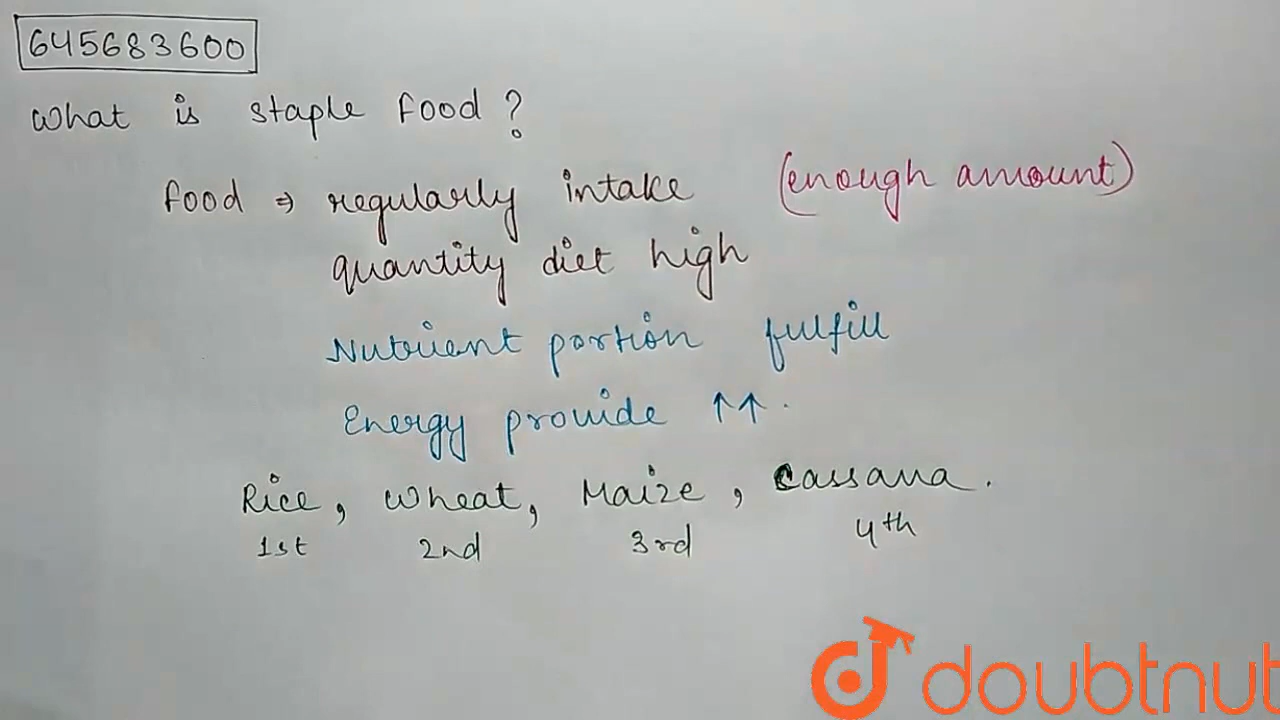 645683600
What is staple food ?
food ⇒ regularly intake (enough amount)
quantity diet high
Nutrient portion fulfill
Energy provide ↑↑.
Rice, Wheat, Maize, Cassava.
1st 2nd 3rd 4th
doubtnut